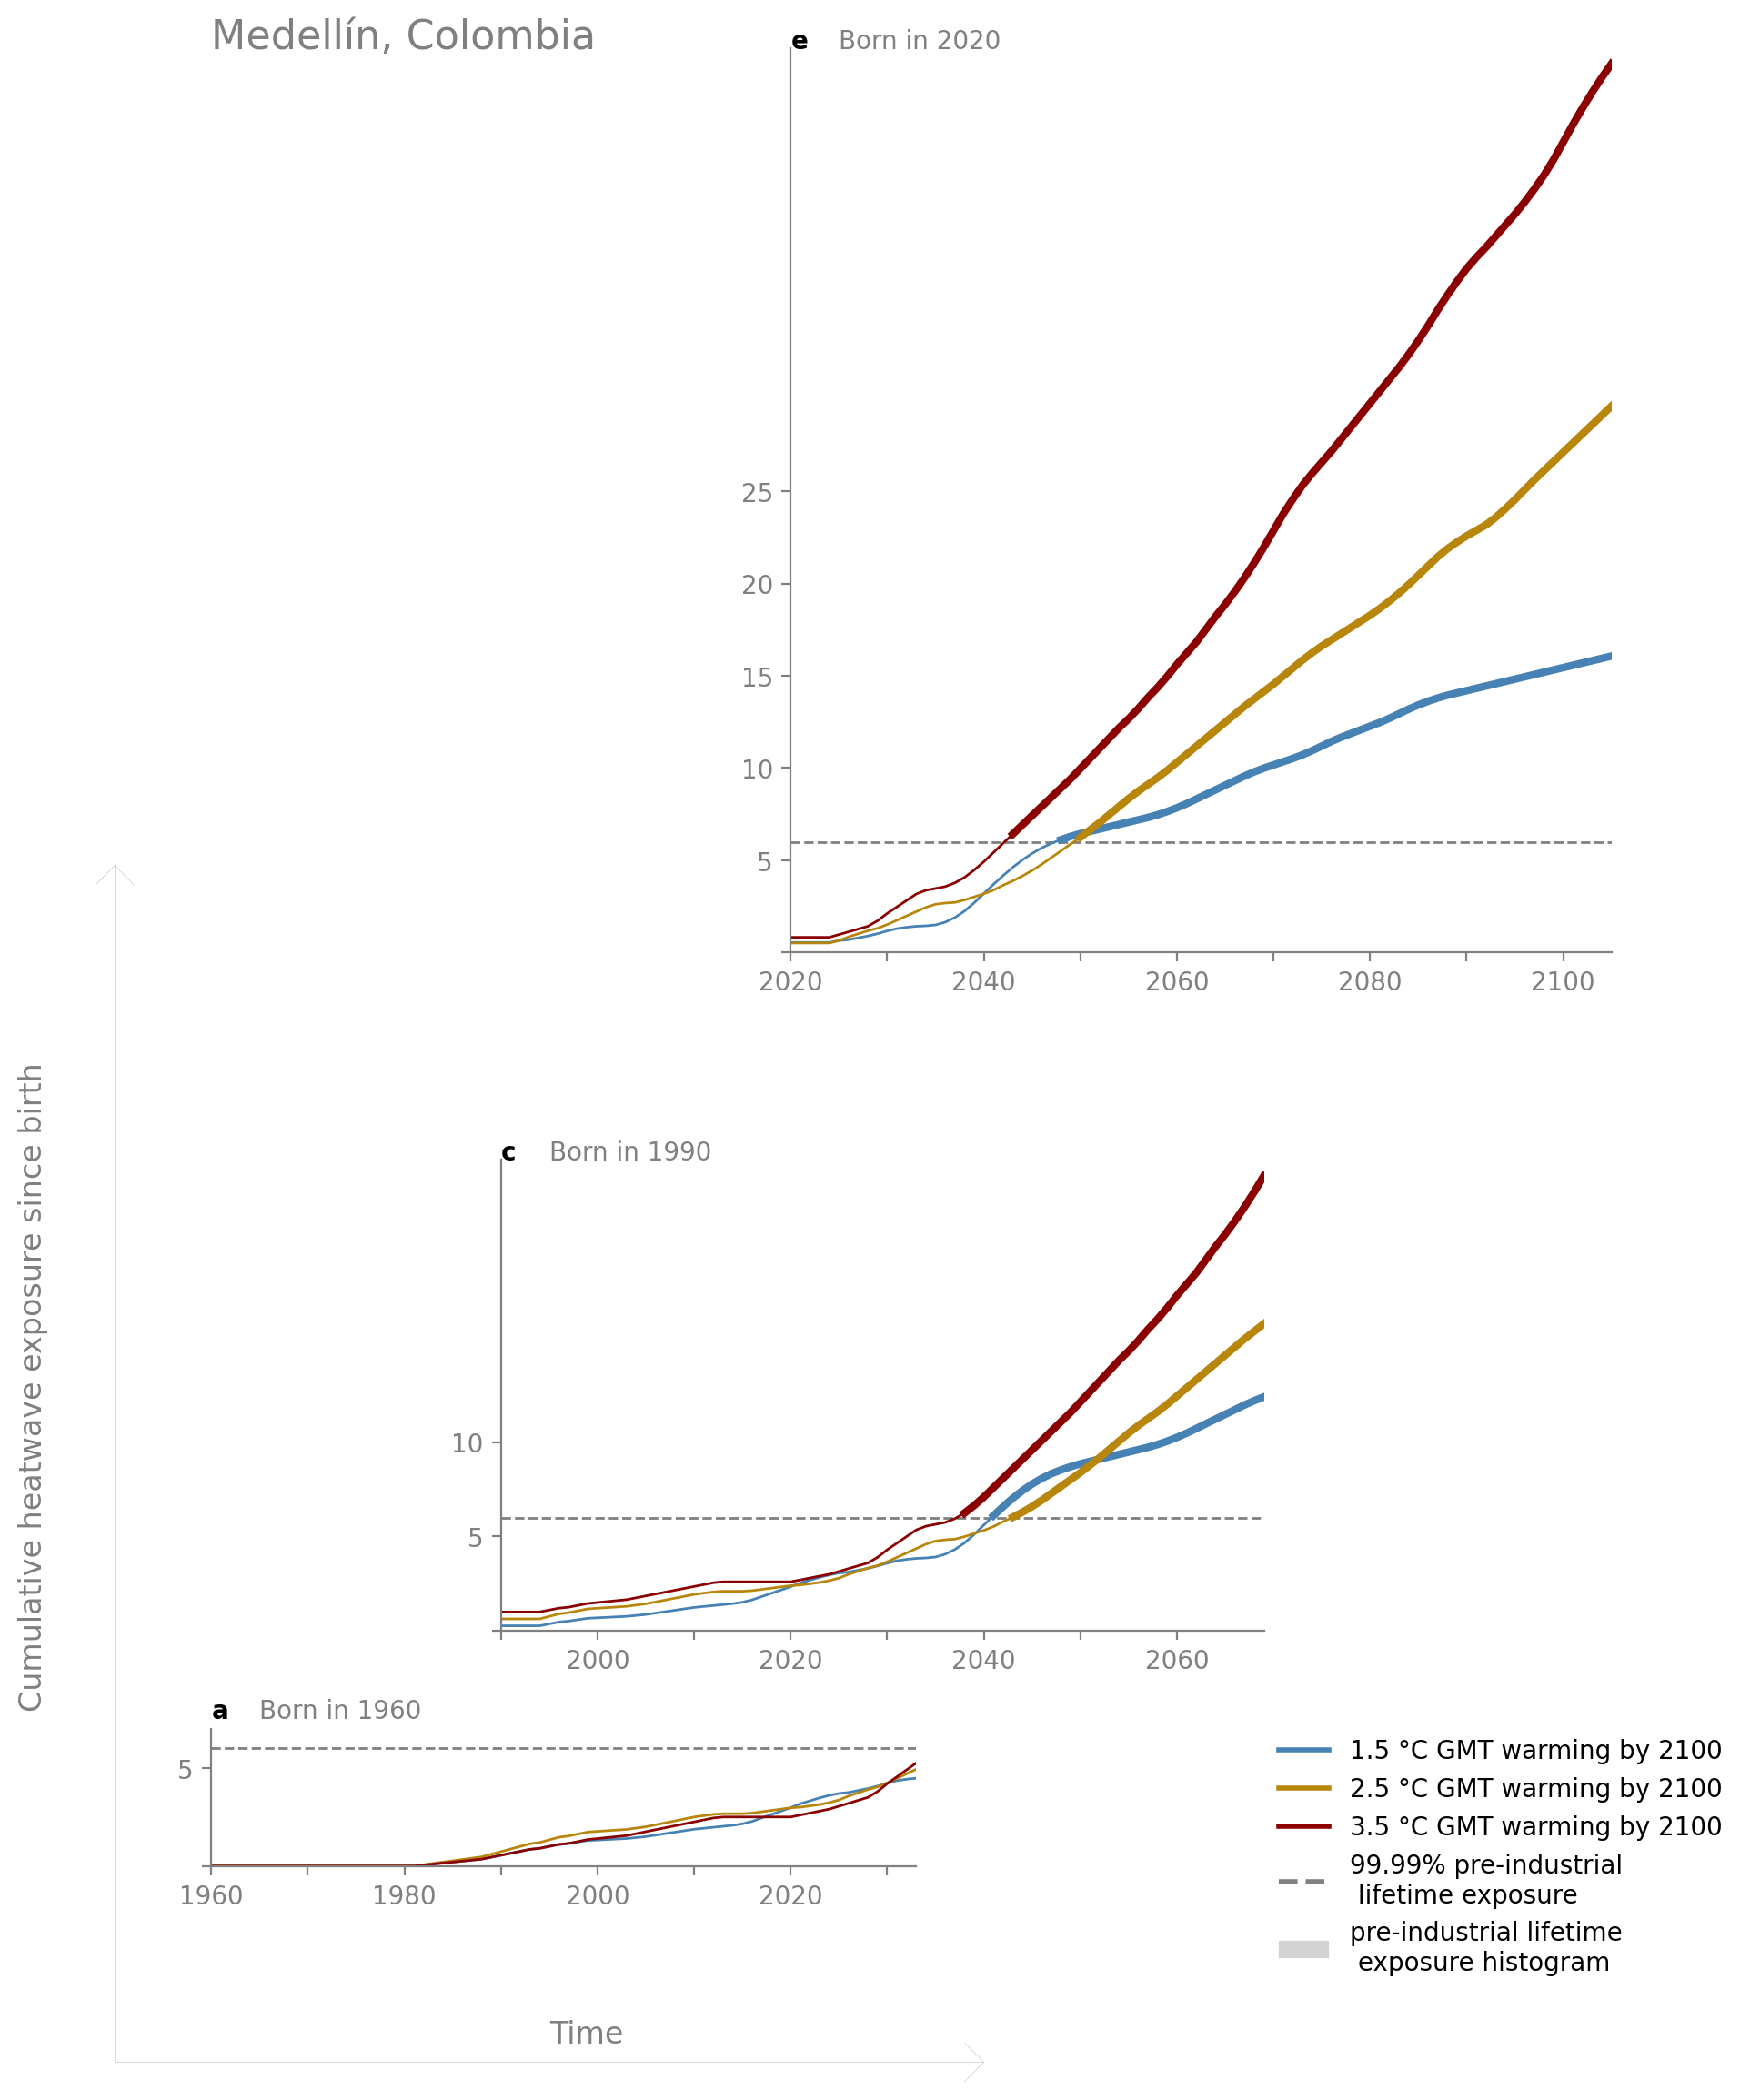 Medellín, Colombia
e Born in 2020
25
20
15
10
5
2020 2040 2060 2080 2100
Cumulative heatwave exposure since birth
c Born in 1990
10
5
2000 2020 2040 2060
a Born in 1960
5
1960 1980 2000 2020
1.5 °C GMT warming by 2100
2.5 °C GMT warming by 2100
3.5 °C GMT warming by 2100
99.99% pre-industrial
lifetime exposure
pre-industrial lifetime
exposure histogram
Time